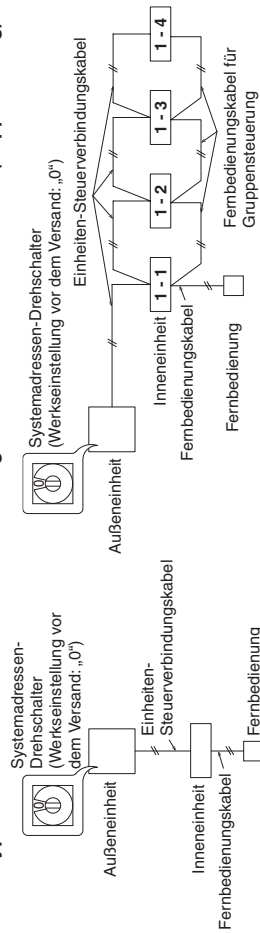 Systemadressen-
Drehschalter
(Werkseinstellung vor
dem Versand: „0“)
Außeneinheit
Einheiten-
Steuerverbindungskabel
Inneneinheit
Fernbedienungskabel
Fernbedienung
Systemadressen-Drehschalter
(Werkseinstellung vor dem Versand: „0“)
Einheiten-Steuerverbindungskabel
Außeneinheit
1 - 1
1 - 2
1 - 3
1 - 4
Inneneinheit
Fernbedienungskabel
Fernbedienung
Fernbedienungskabel für
Gruppensteuerung